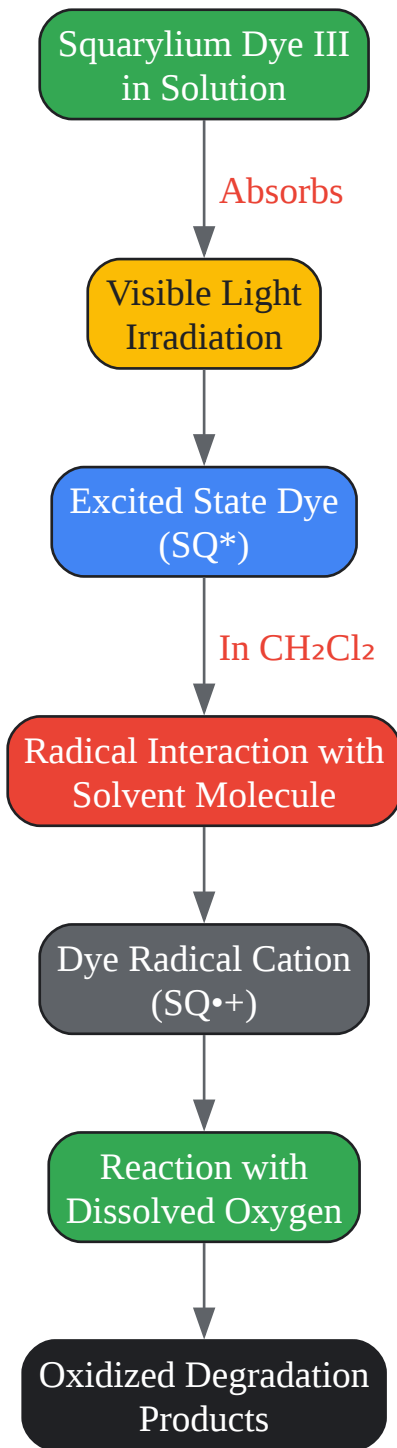 Squarylium Dye III
in Solution
Absorbs
Visible Light
Irradiation
Excited State Dye
(SQ*)
In CH₂Cl₂
Radical Interaction with
Solvent Molecule
Dye Radical Cation
(SQ•+)
Reaction with
Dissolved Oxygen
Oxidized Degradation
Products